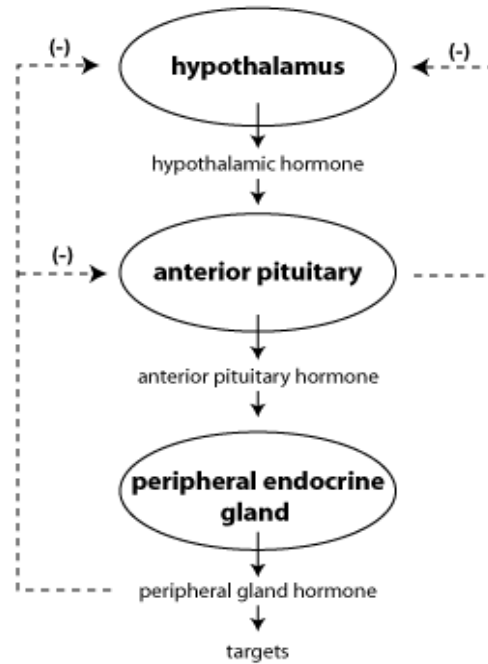 (-)
(-)
hypothalamus
hypothalamic hormone
(-)
anterior pituitary
anterior pituitary hormone
peripheral endocrine
gland
peripheral gland hormone
targets